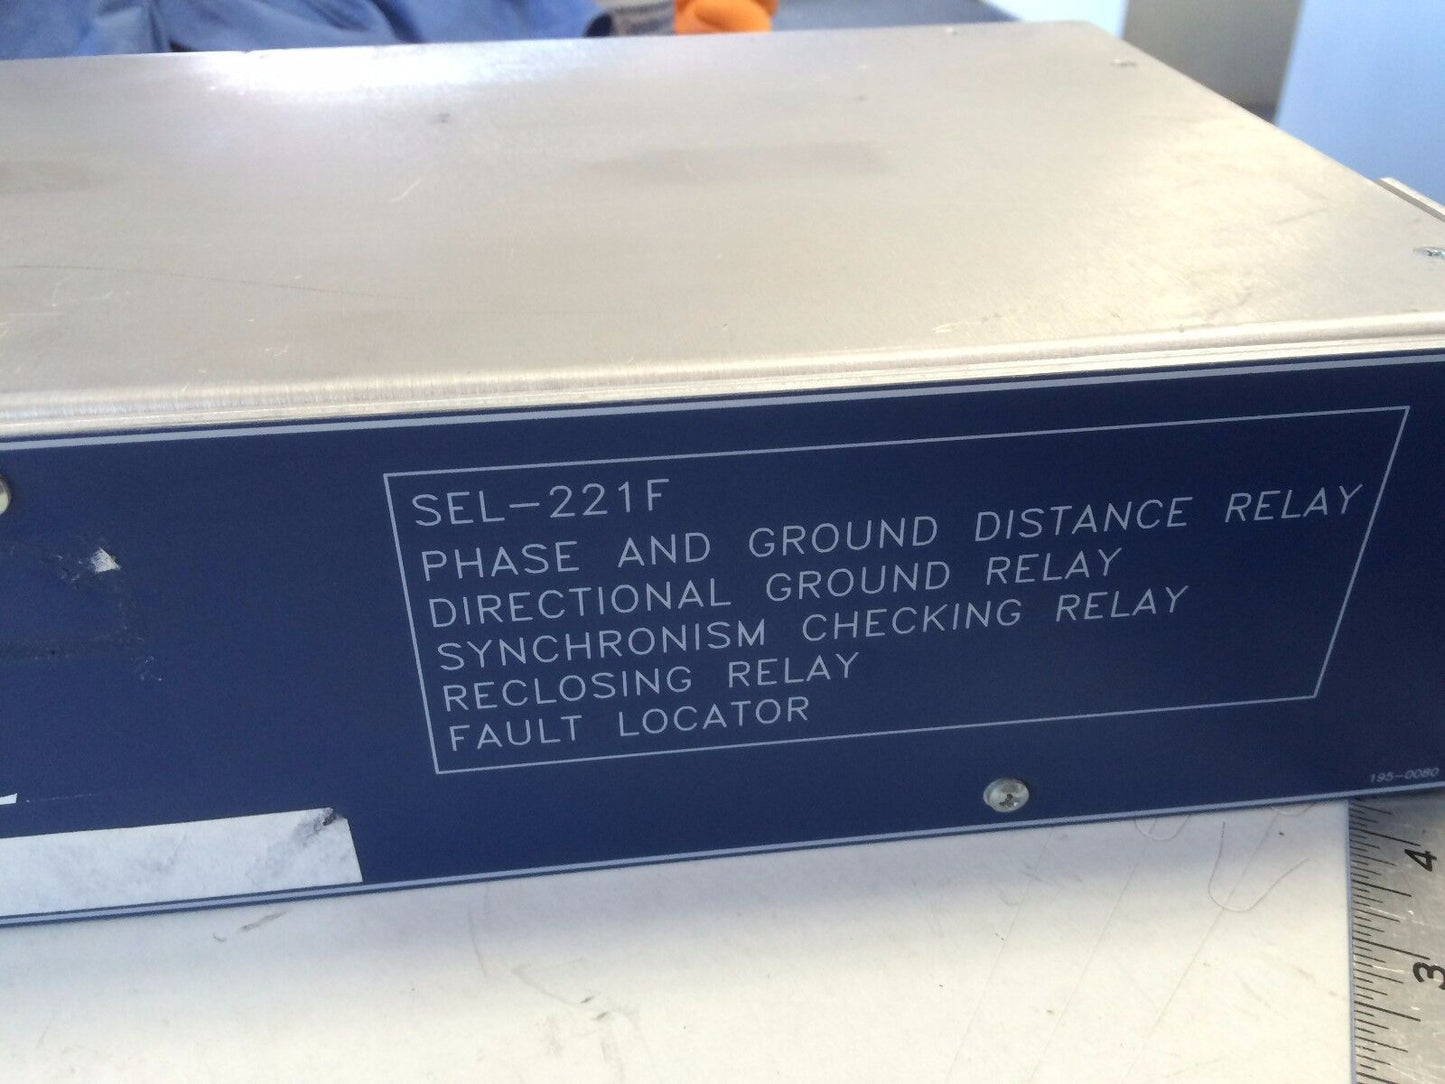 SEL-221F
PHASE AND GROUND DISTANCE RELAY
DIRECTIONAL GROUND RELAY
SYNCHRONISM CHECKING RELAY
RECLOSING RELAY
FAULT LOCATOR
195-0080
4
3